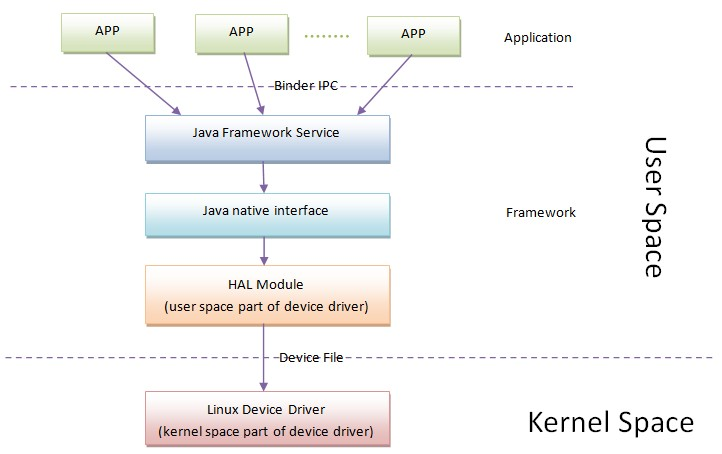 APP
APP
........
APP
Application
Binder IPC
Java Framework Service
Java native interface
Framework
User Space
HAL Module
(user space part of device driver)
Device File
Linux Device Driver
(kernel space part of device driver)
Kernel Space